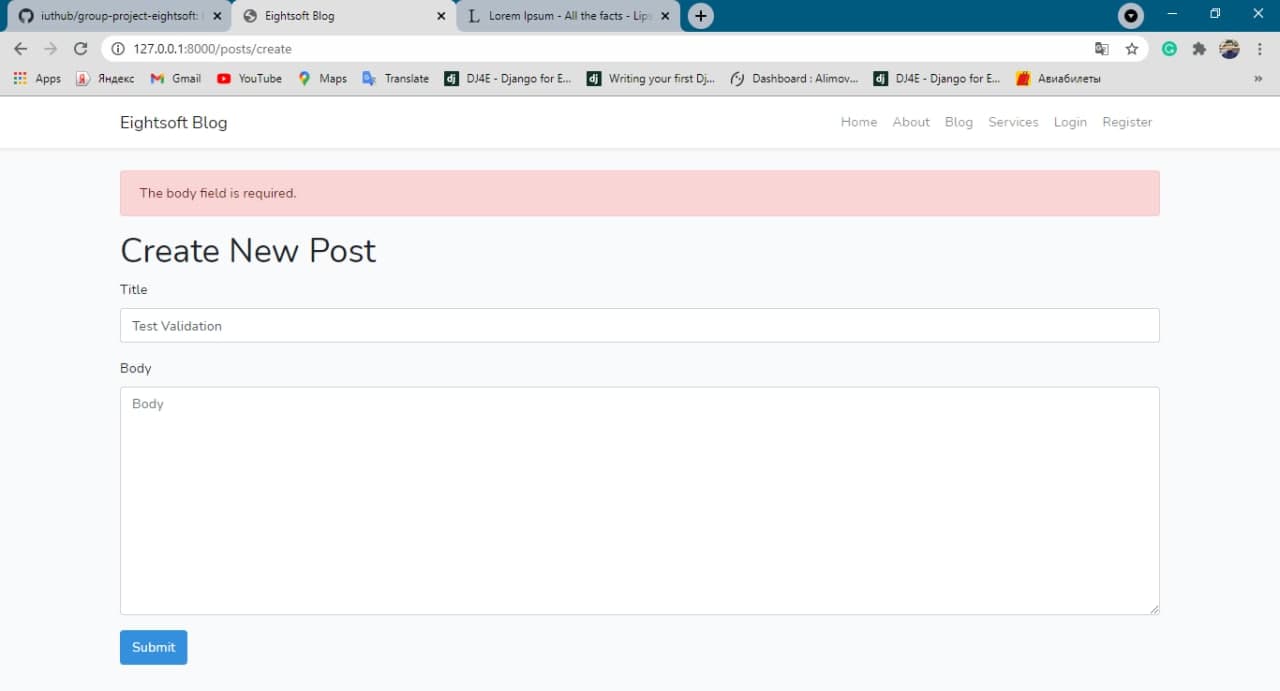 iuthub/group-project-eightsoft:
Eightsoft Blog
Lorem Ipsum - All the facts - Lips
127.0.0.1:8000/posts/create
Apps Яндекс Gmail YouTube Maps Translate DJ4E - Django for E... Writing your first Dj... Dashboard : Alimov... DJ4E - Django for E... Авиабилеты »
Eightsoft Blog Home About Blog Services Login Register
The body field is required.
Create New Post
Title
Test Validation
Body
Body
Submit